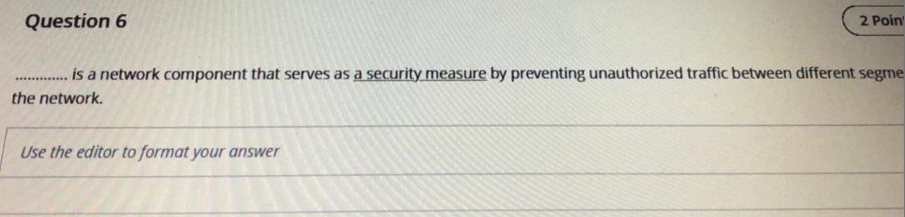 Question 6
2 Poin
............. is a network component that serves as a security measure by preventing unauthorized traffic between different segme
the network.
Use the editor to format your answer